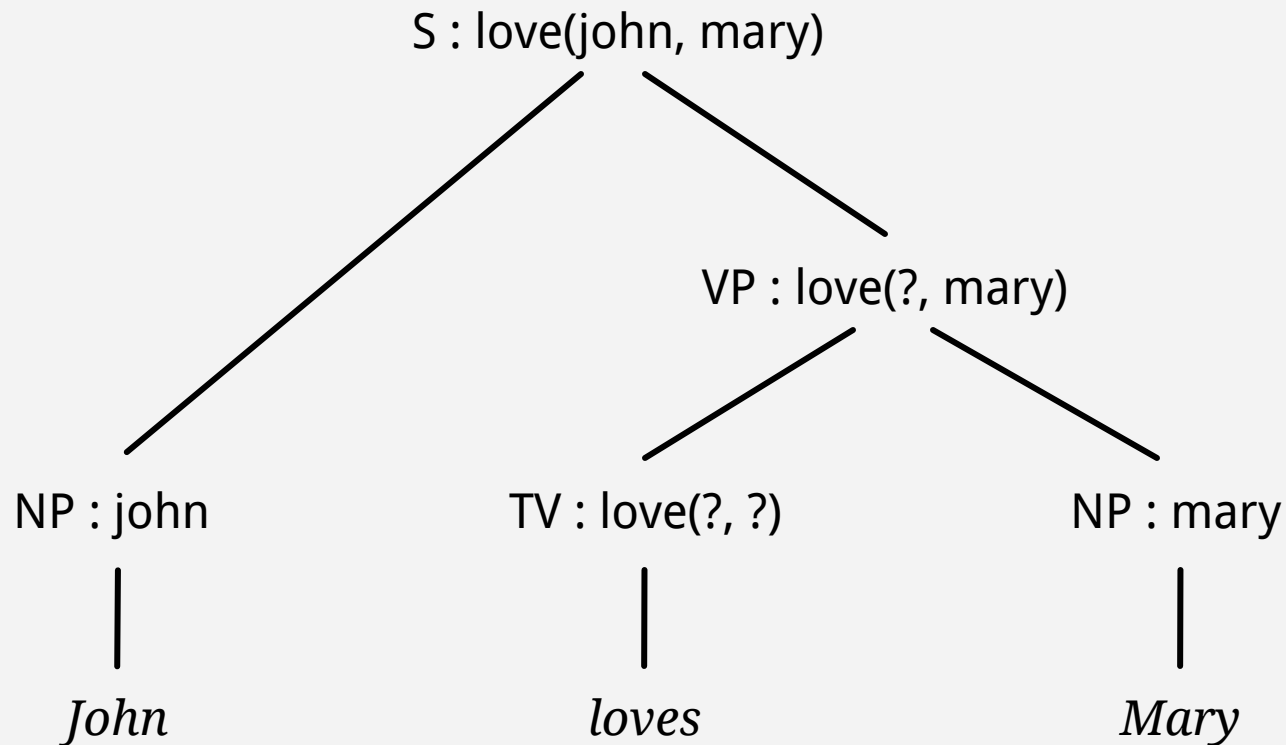 S : love(john, mary)
VP : love(?, mary)
NP : john
TV : love(?, ?)
NP : mary
John
loves
Mary